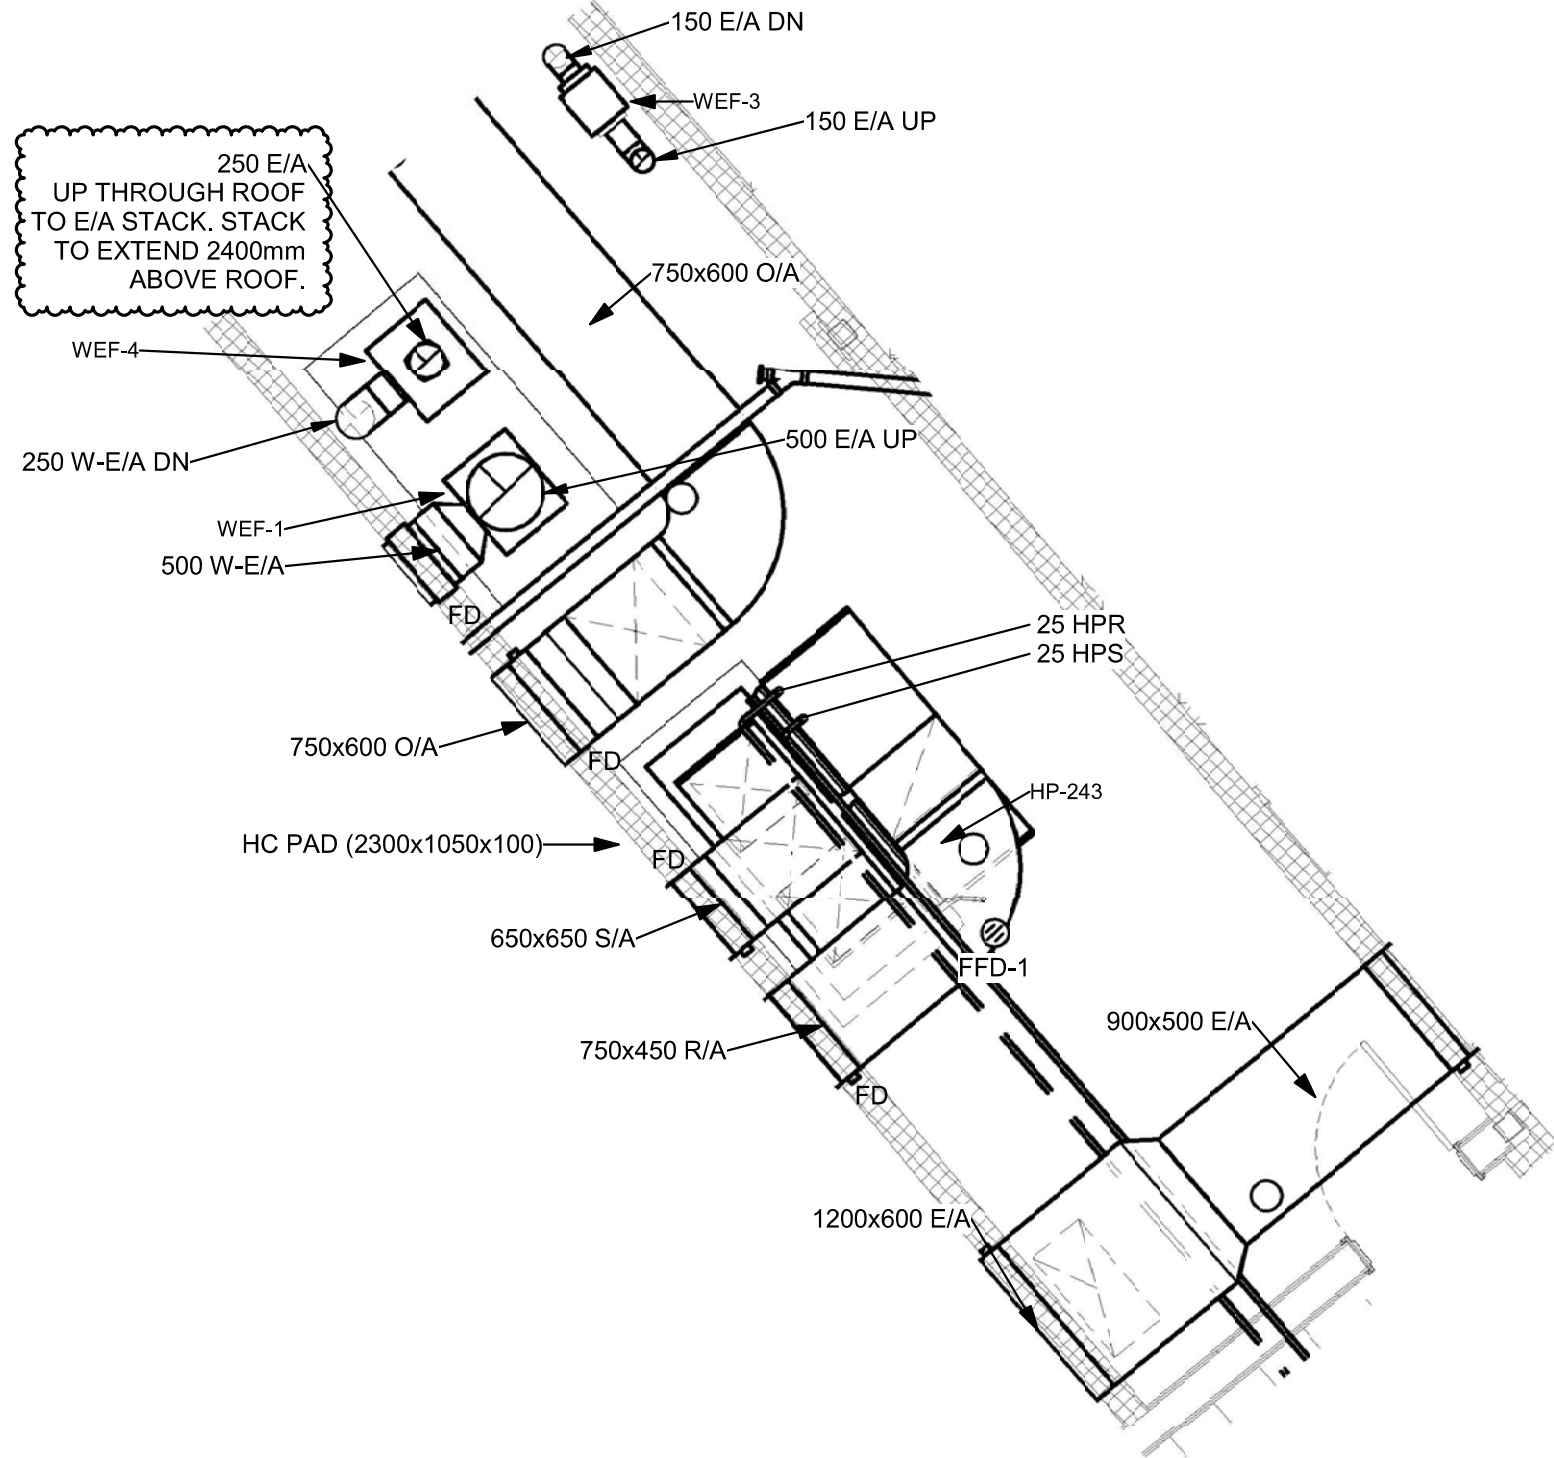 150 E/A DN
WEF-3
150 E/A UP
250 E/A
UP THROUGH ROOF
TO E/A STACK. STACK
TO EXTEND 2400mm
ABOVE ROOF.
750x600 O/A
WEF-4
500 E/A UP
250 W-E/A DN
WEF-1
500 W-E/A
FD
25 HPR
25 HPS
750x600 O/A
FD
HP-243
HC PAD (2300x1050x100)
FD
650x650 S/A
FFD-1
900x500 E/A
750x450 R/A
FD
1200x600 E/A
N